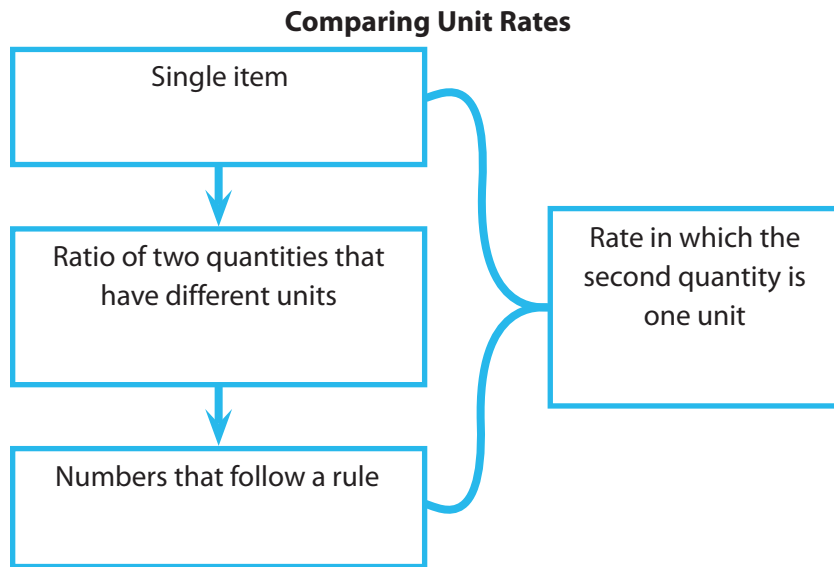 Comparing Unit Rates
Single item
Ratio of two quantities that
have different units
Numbers that follow a rule
Rate in which the
second quantity is
one unit